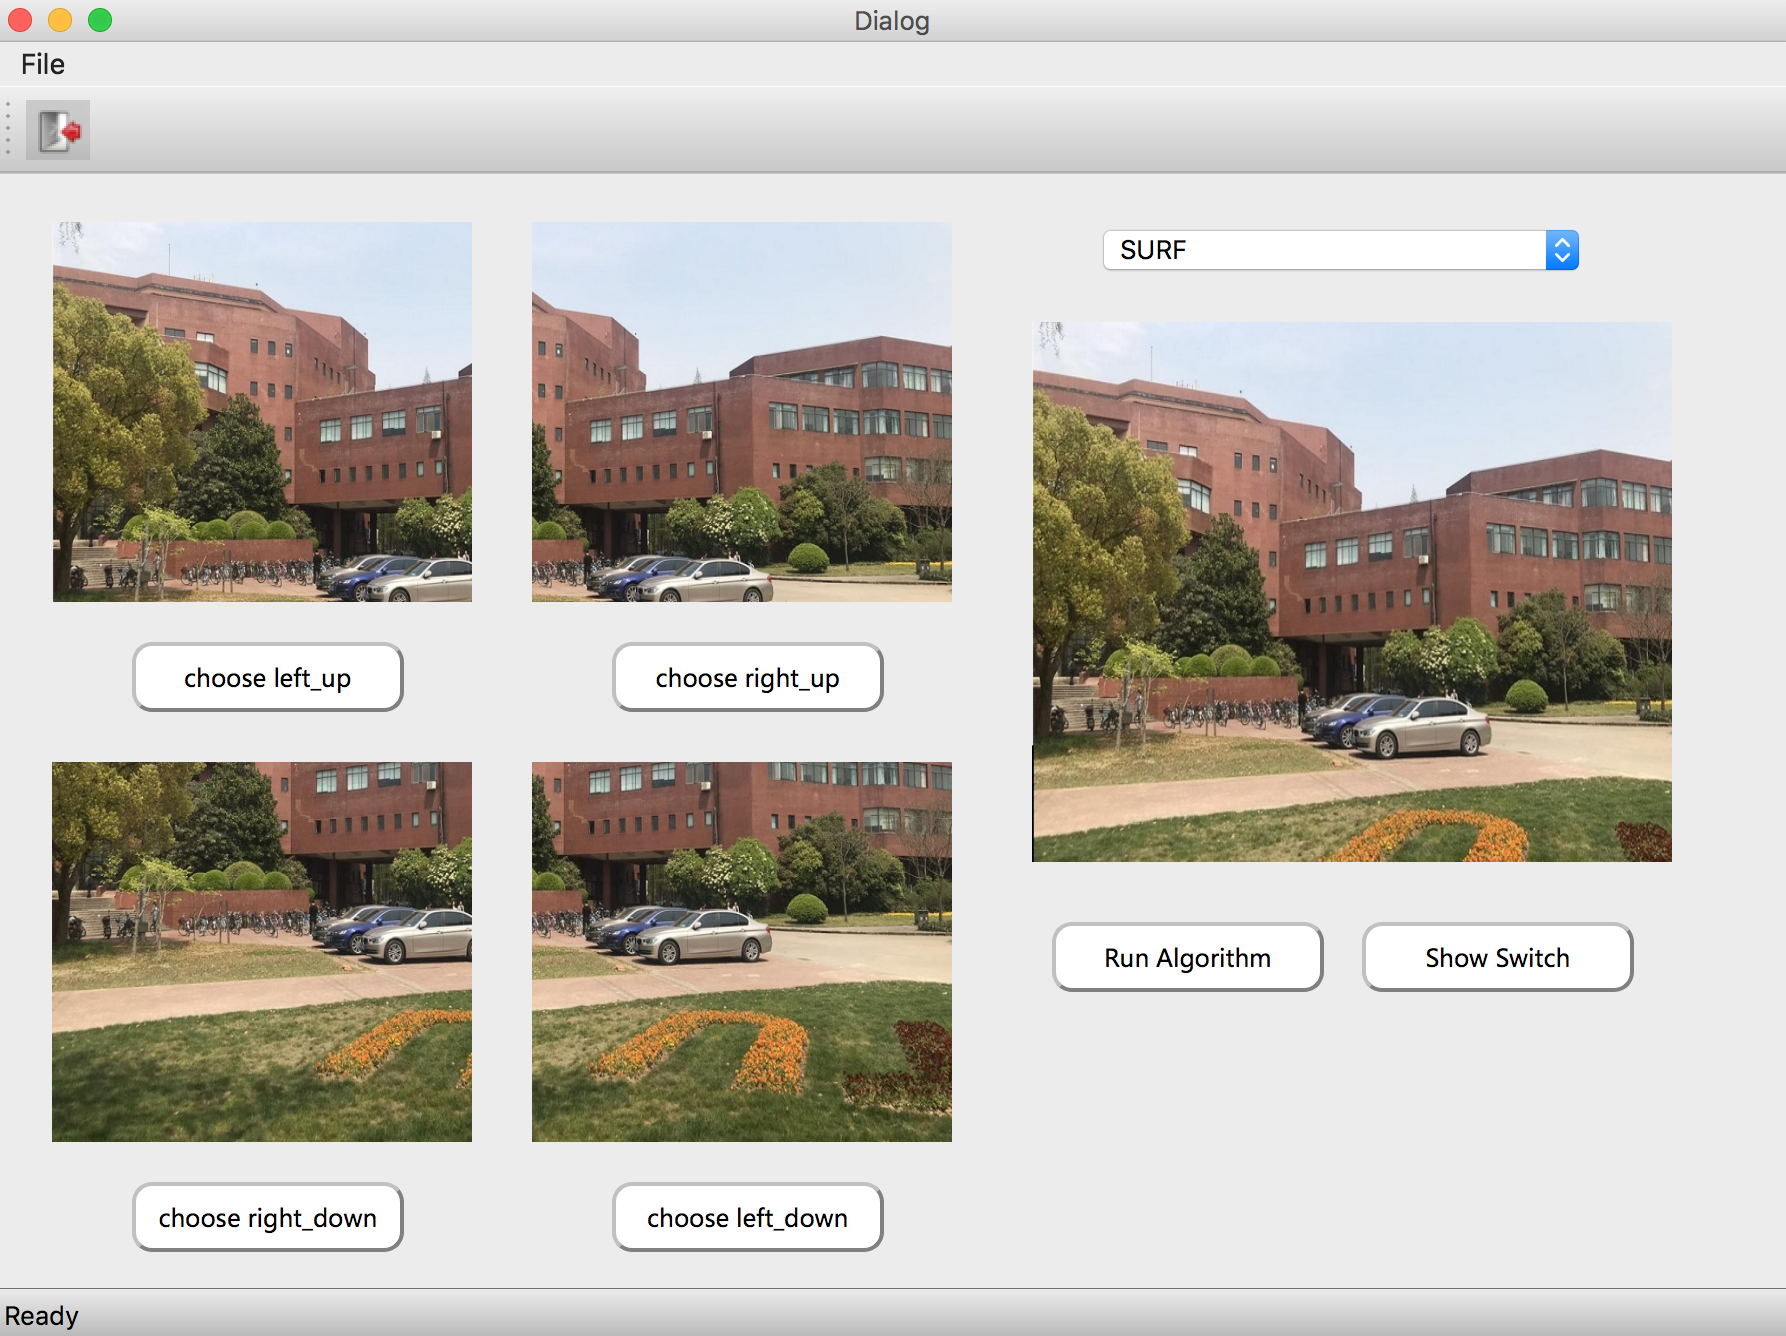 Dialog
File
SURF
choose left_up
choose right_up
Run Algorithm
Show Switch
choose right_down
choose left_down
Ready